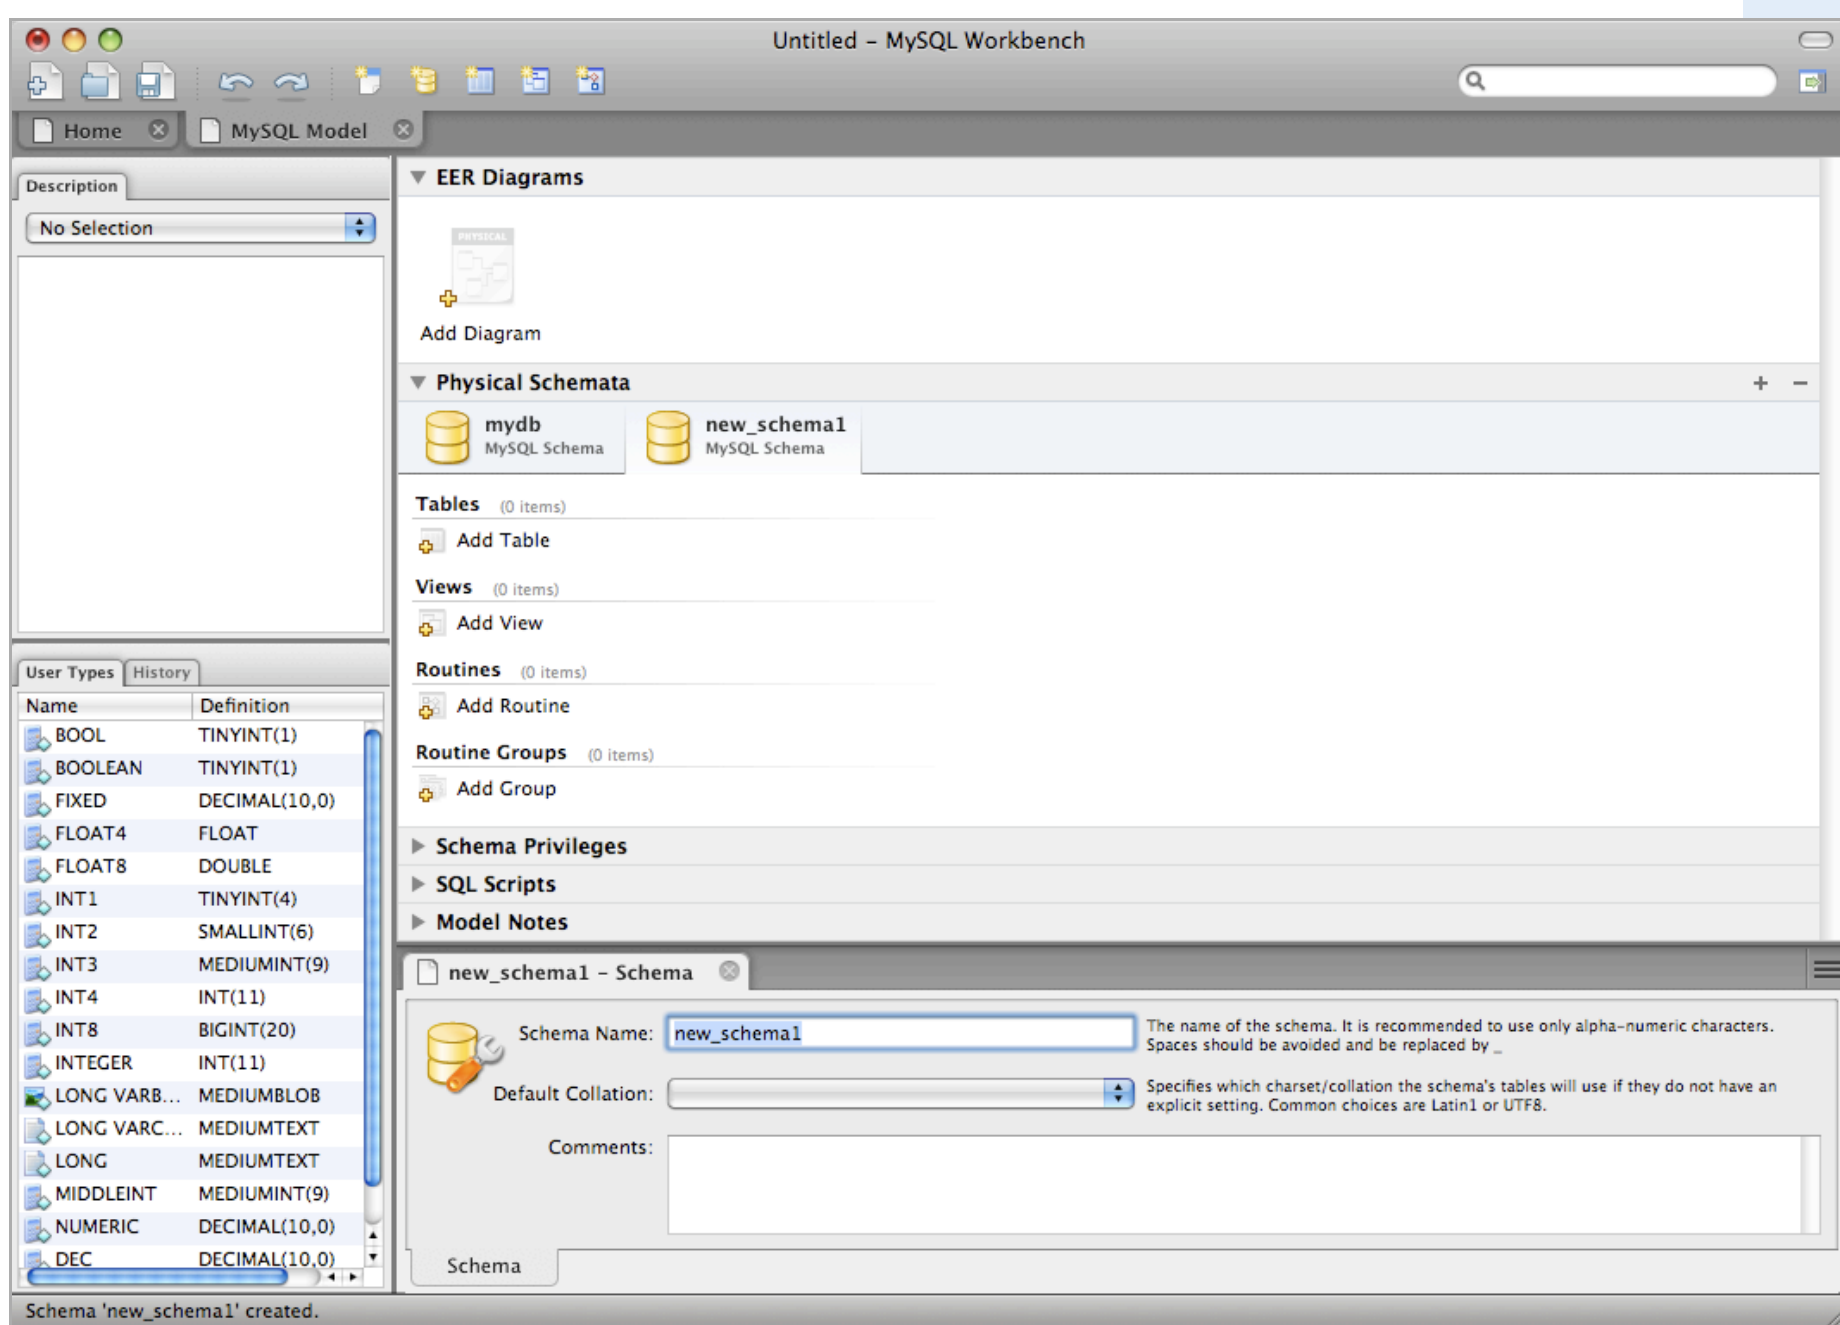 Untitled – MySQL Workbench
Home
MySQL Model
Description
No Selection
EER Diagrams
PHYSICAL
Add Diagram
Physical Schemata
+ −
mydb
MySQL Schema
new_schema1
MySQL Schema
Tables (0 items)
Add Table
Views (0 items)
Add View
Routines (0 items)
Add Routine
Routine Groups (0 items)
Add Group
Schema Privileges
SQL Scripts
Model Notes
User Types History
Name Definition
BOOL TINYINT(1)
BOOLEAN TINYINT(1)
FIXED DECIMAL(10,0)
FLOAT4 FLOAT
FLOAT8 DOUBLE
INT1 TINYINT(4)
INT2 SMALLINT(6)
INT3 MEDIUMINT(9)
INT4 INT(11)
INT8 BIGINT(20)
INTEGER INT(11)
LONG VARB... MEDIUMBLOB
LONG VARC... MEDIUMTEXT
LONG MEDIUMTEXT
MIDDLEINT MEDIUMINT(9)
NUMERIC DECIMAL(10,0)
DEC DECIMAL(10,0)
new_schema1 – Schema
Schema Name: new_schema1
The name of the schema. It is recommended to use only alpha-numeric characters.
Spaces should be avoided and be replaced by _
Default Collation:
Specifies which charset/collation the schema's tables will use if they do not have an
explicit setting. Common choices are Latin1 or UTF8.
Comments:
Schema
Schema 'new_schema1' created.